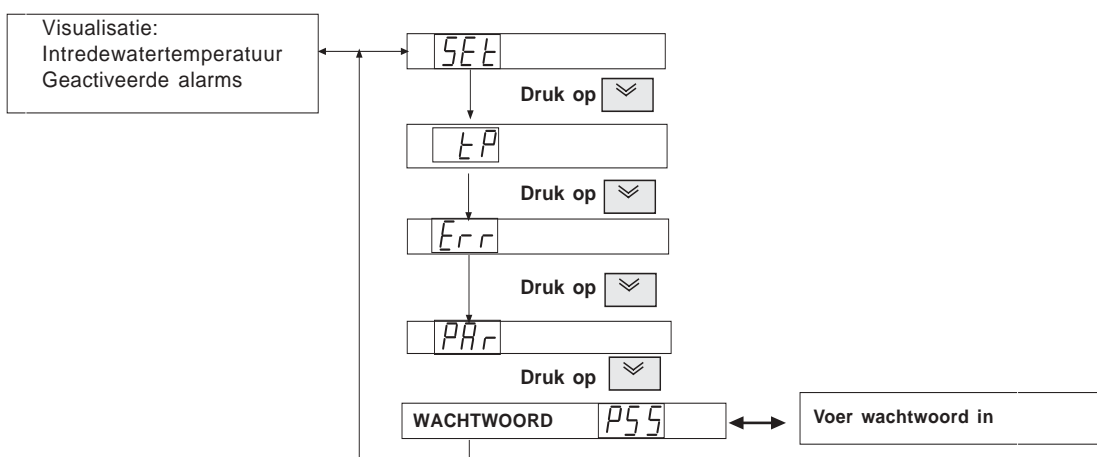 Visualisatie:
Intredewatertemperatuur
Geactiveerde alarms
SEt
Druk op
tP
Druk op
Err
Druk op
PAr
Druk op
WACHTWOORD PSS
Voer wachtwoord in